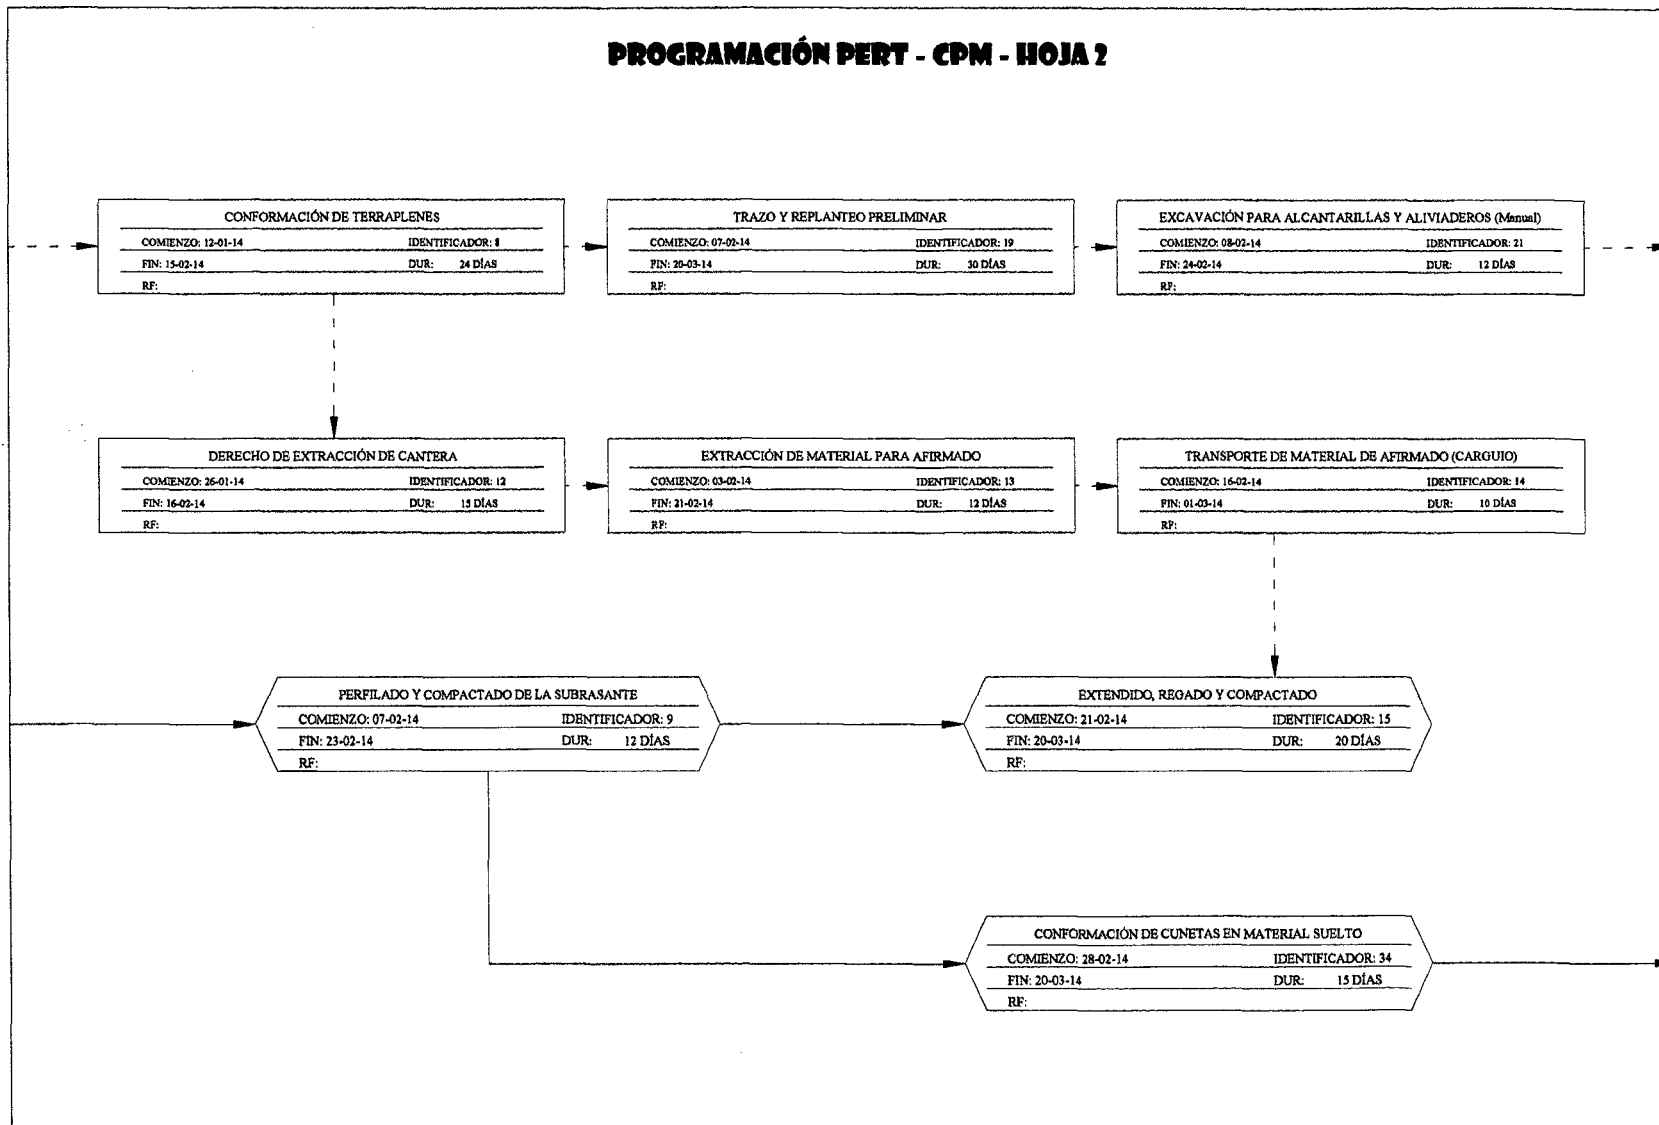 PROGRAMACIÓN PERT - CPM - HOJA 2
CONFORMACIÓN DE TERRAPLENES
COMIENZO: 12-01-14 IDENTIFICADOR: 8
FIN: 15-02-14 DUR: 24 DÍAS
RF:
TRAZO Y REPLANTEO PRELIMINAR
COMIENZO: 07-02-14 IDENTIFICADOR: 19
FIN: 20-03-14 DUR: 30 DÍAS
RF:
EXCAVACIÓN PARA ALCANTARILLAS Y ALIVIADEROS (Manual)
COMIENZO: 08-02-14 IDENTIFICADOR: 21
FIN: 24-02-14 DUR: 12 DÍAS
RF:
DERECHO DE EXTRACCIÓN DE CANTERA
COMIENZO: 26-01-14 IDENTIFICADOR: 12
FIN: 16-02-14 DUR: 15 DÍAS
RF:
EXTRACCIÓN DE MATERIAL PARA AFIRMADO
COMIENZO: 03-02-14 IDENTIFICADOR: 13
FIN: 21-02-14 DUR: 12 DÍAS
RF:
TRANSPORTE DE MATERIAL DE AFIRMADO (CARGUIO)
COMIENZO: 16-02-14 IDENTIFICADOR: 14
FIN: 01-03-14 DUR: 10 DÍAS
RF:
PERFILADO Y COMPACTADO DE LA SUBRASANTE
COMIENZO: 07-02-14 IDENTIFICADOR: 9
FIN: 23-02-14 DUR: 12 DÍAS
RF:
EXTENDIDO, REGADO Y COMPACTADO
COMIENZO: 21-02-14 IDENTIFICADOR: 15
FIN: 20-03-14 DUR: 20 DÍAS
RF:
CONFORMACIÓN DE CUNETAS EN MATERIAL SUELTO
COMIENZO: 28-02-14 IDENTIFICADOR: 34
FIN: 20-03-14 DUR: 15 DÍAS
RF: